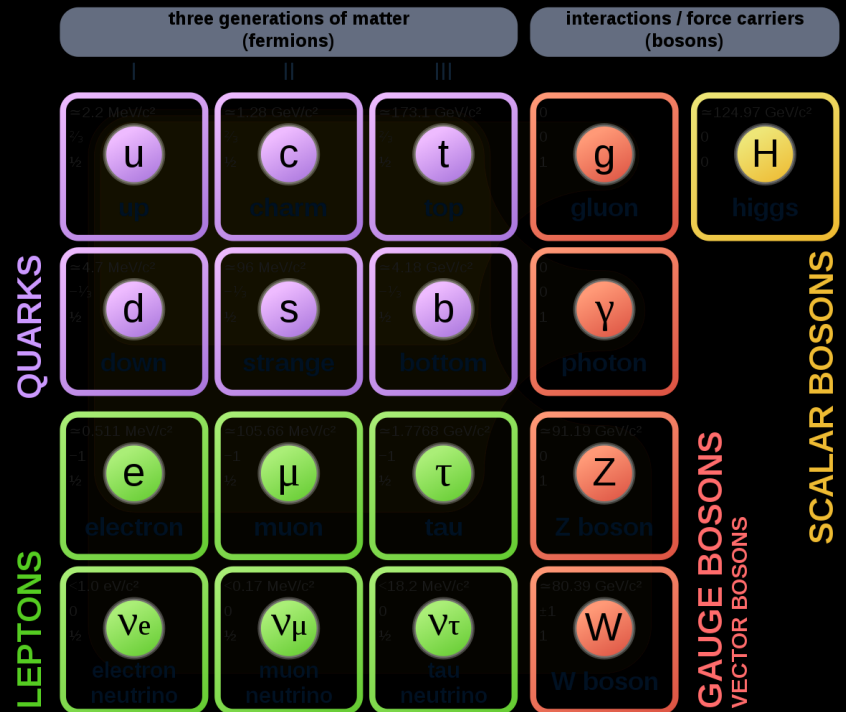 three generations of matter
(fermions)
interactions / force carriers
(bosons)
I
II
III
≃2.2 MeV/c²
⅔
½
u
up
≃1.28 GeV/c²
½
c
charm
≃173.1 GeV/c²
½
t
top
0
0
1
g
gluon
≃124.97 GeV/c²
0
0
H
higgs
QUARKS
≃4.7 MeV/c²
−⅓
½
d
down
≃96 MeV/c²
−⅓
½
s
strange
≃4.18 GeV/c²
−⅓
½
b
bottom
0
0
1
γ
photon
SCALAR BOSONS
LEPTONS
≃0.511 MeV/c²
−1
½
e
electron
≃105.66 MeV/c²
−1
½
μ
muon
≃1.7768 GeV/c²
−1
½
τ
tau
≃91.19 GeV/c²
0
1
Z
Z boson
GAUGE BOSONS
VECTOR BOSONS
<1.0 eV/c²
0
½
νe
electron
neutrino
<0.17 MeV/c²
0
½
νμ
muon
neutrino
<18.2 MeV/c²
0
½
ντ
tau
neutrino
≃80.39 GeV/c²
±1
1
W
W boson